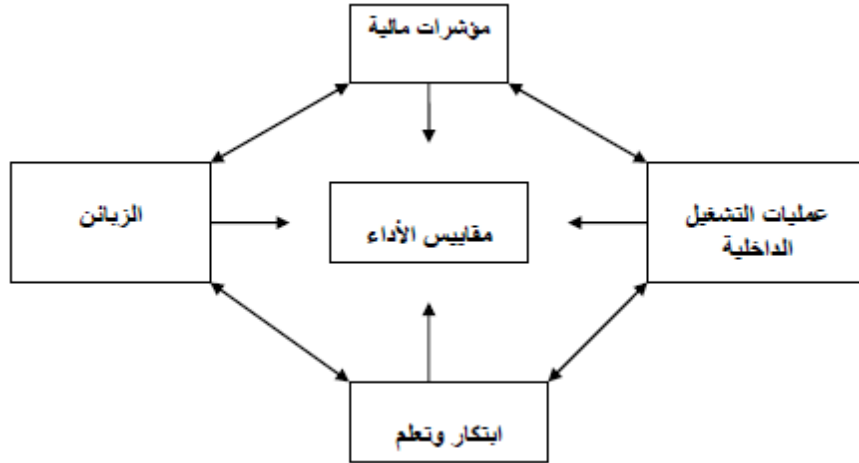 مؤشرات مالية
الزبائن
مقاييس الأداء
عمليات التشغيل
الداخلية
ابتكار وتعلم